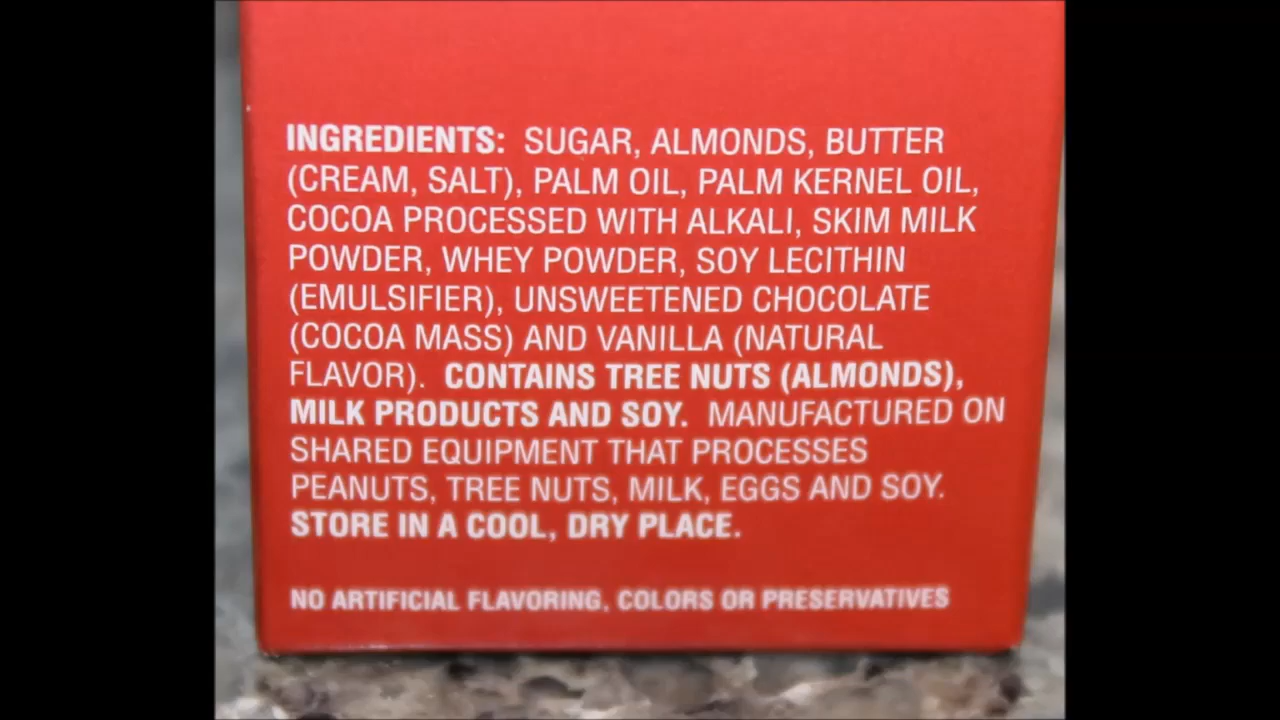 INGREDIENTS: SUGAR, ALMONDS, BUTTER
(CREAM, SALT), PALM OIL, PALM KERNEL OIL,
COCOA PROCESSED WITH ALKALI, SKIM MILK
POWDER, WHEY POWDER, SOY LECITHIN
(EMULSIFIER), UNSWEETENED CHOCOLATE
(COCOA MASS) AND VANILLA (NATURAL
FLAVOR). CONTAINS TREE NUTS (ALMONDS),
MILK PRODUCTS AND SOY. MANUFACTURED ON
SHARED EQUIPMENT THAT PROCESSES
PEANUTS, TREE NUTS, MILK, EGGS AND SOY.
STORE IN A COOL, DRY PLACE.
NO ARTIFICIAL FLAVORING, COLORS OR PRESERVATIVES